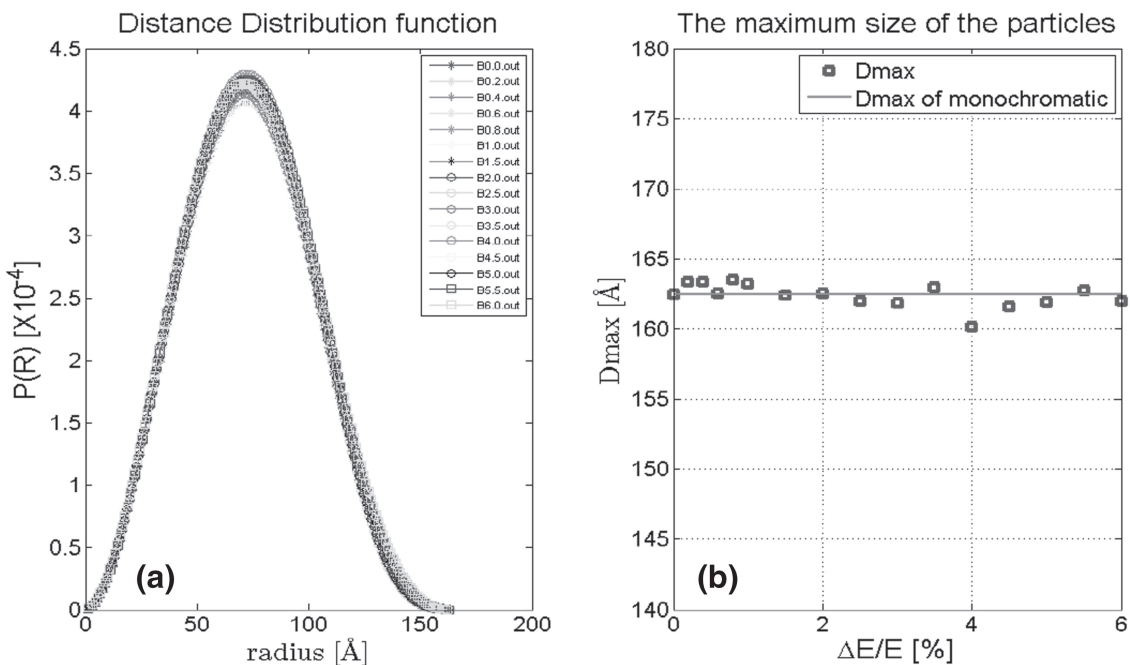 Distance Distribution function
4.5
4
3.5
3
2.5
2
1.5
1
0.5
0
P(R) [X10-4]
B0.0.out
B0.2.out
B0.4.out
B0.6.out
B0.8.out
B1.0.out
B1.5.out
B2.0.out
B2.5.out
B3.0.out
B3.5.out
B4.0.out
B4.5.out
B5.0.out
B5.5.out
B6.0.out
(a)
0 50 100 150 200
radius [Å]
The maximum size of the particles
180
175
170
165
160
155
150
145
140
Dmax [Å]
Dmax
Dmax of monochromatic
(b)
0 2 4 6
ΔE/E [%]